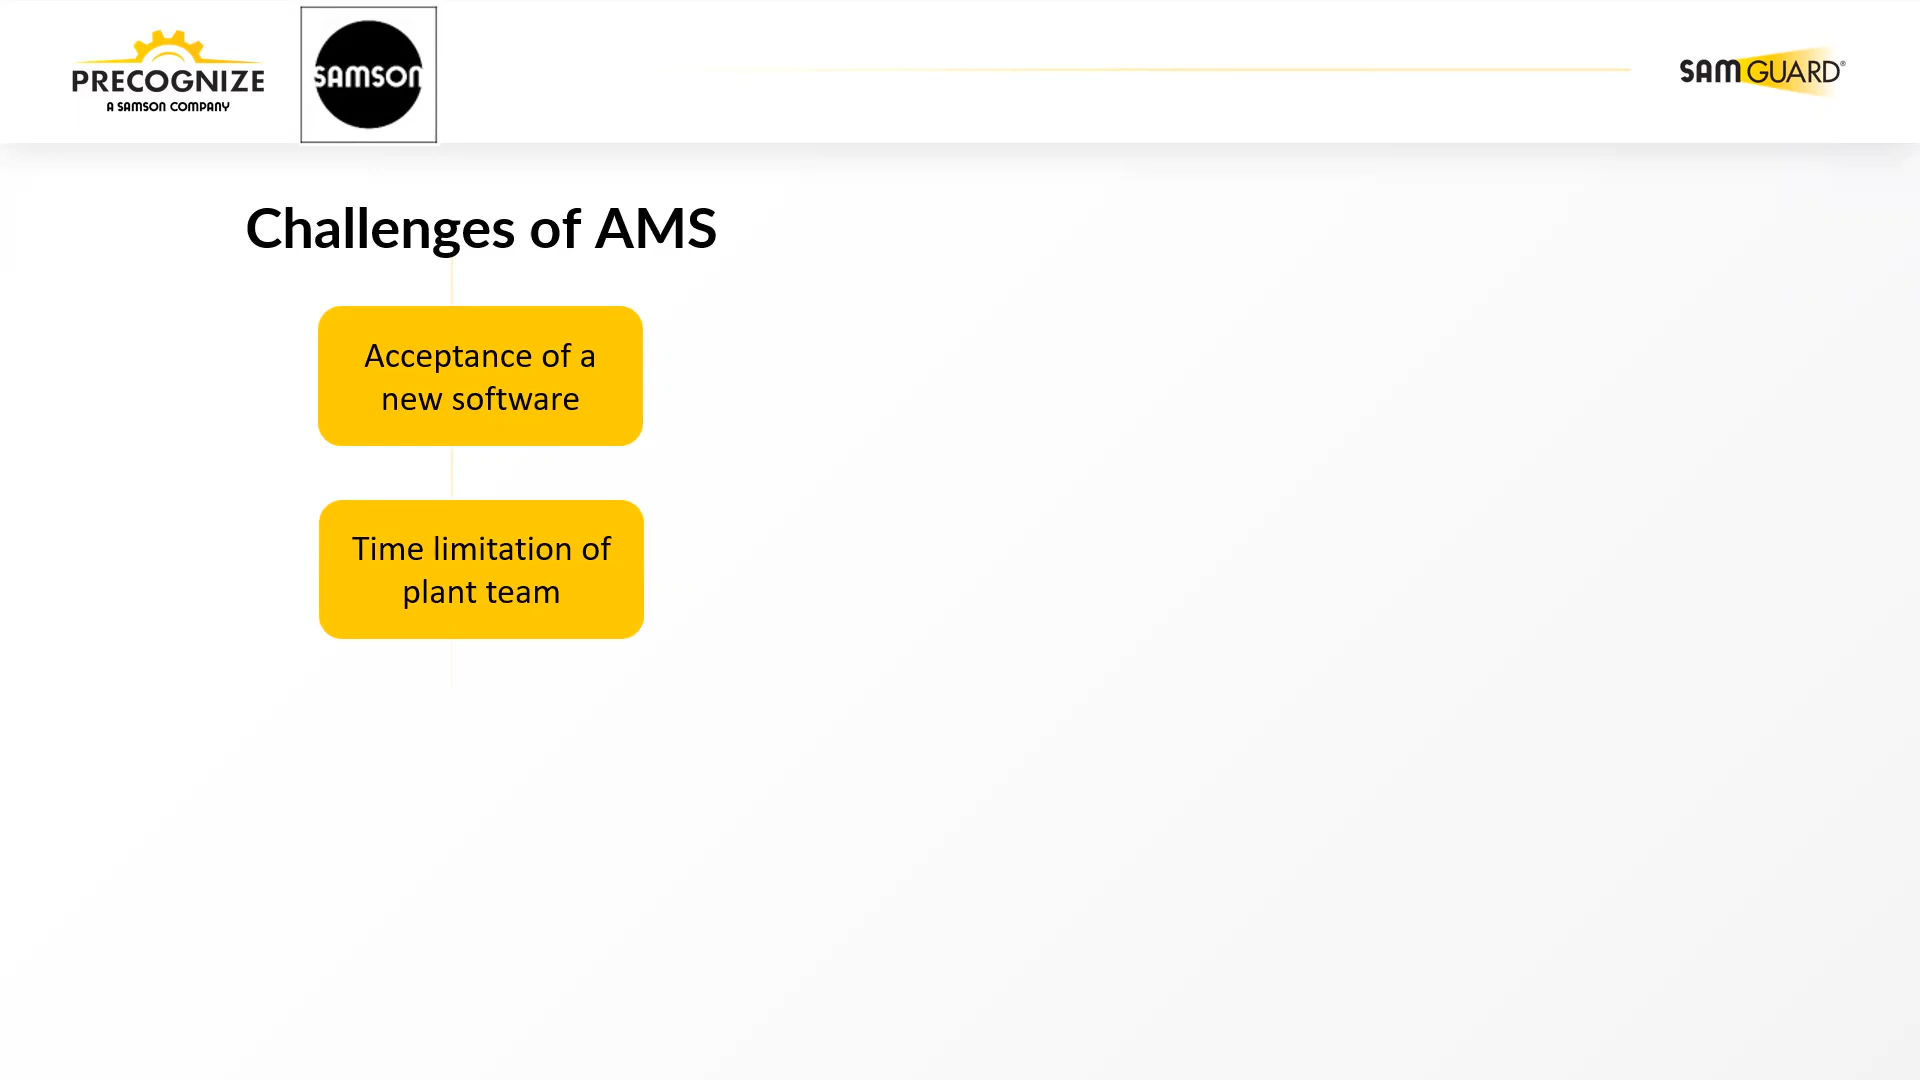 PRECOGNIZE
A SAMSON COMPANY
SAMSON
SAMGUARD®
Challenges of AMS
Acceptance of a
new software
Time limitation of
plant team